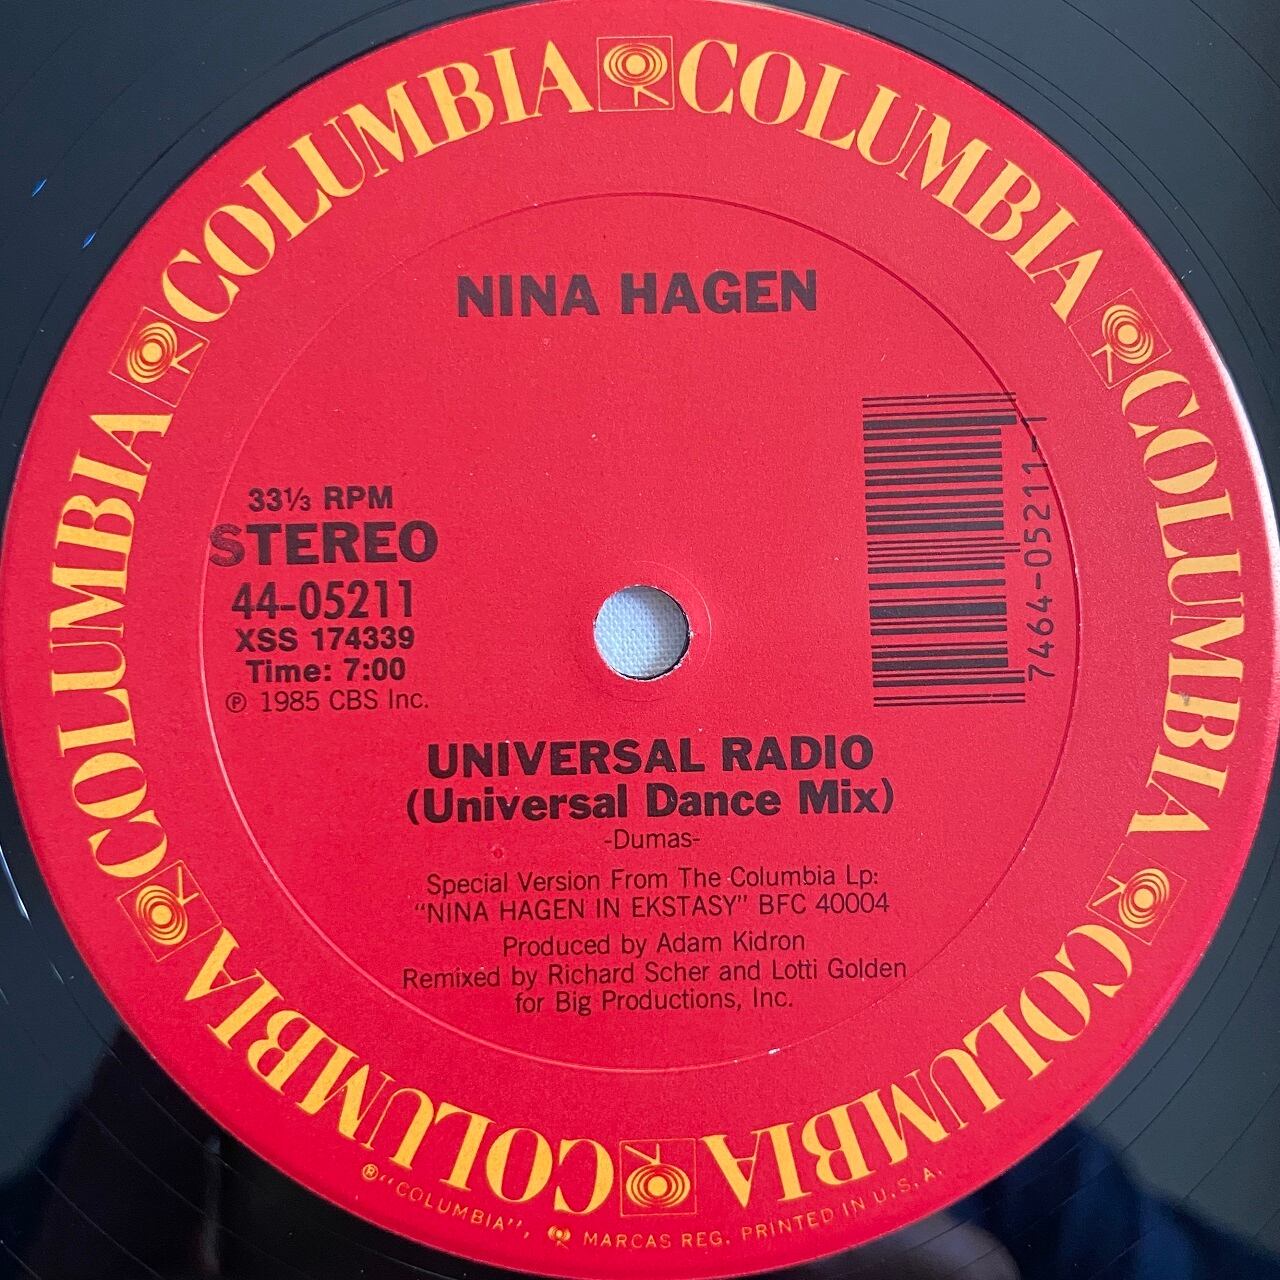 COLUMBIA COLUMBIA COLUMBIA COLUMBIA COLUMBIA COLUMBIA
NINA HAGEN
33⅓ RPM
STEREO
44-05211
XSS 174339
Time: 7:00
℗ 1985 CBS Inc.
7464-05211-1
UNIVERSAL RADIO
(Universal Dance Mix)
-Dumas-
Special Version From The Columbia Lp:
"NINA HAGEN IN EKSTASY" BFC 40004
Produced by Adam Kidron
Remixed by Richard Scher and Lotti Golden
for Big Productions, Inc.
®"COLUMBIA", MARCAS REG. PRINTED IN U.S.A.